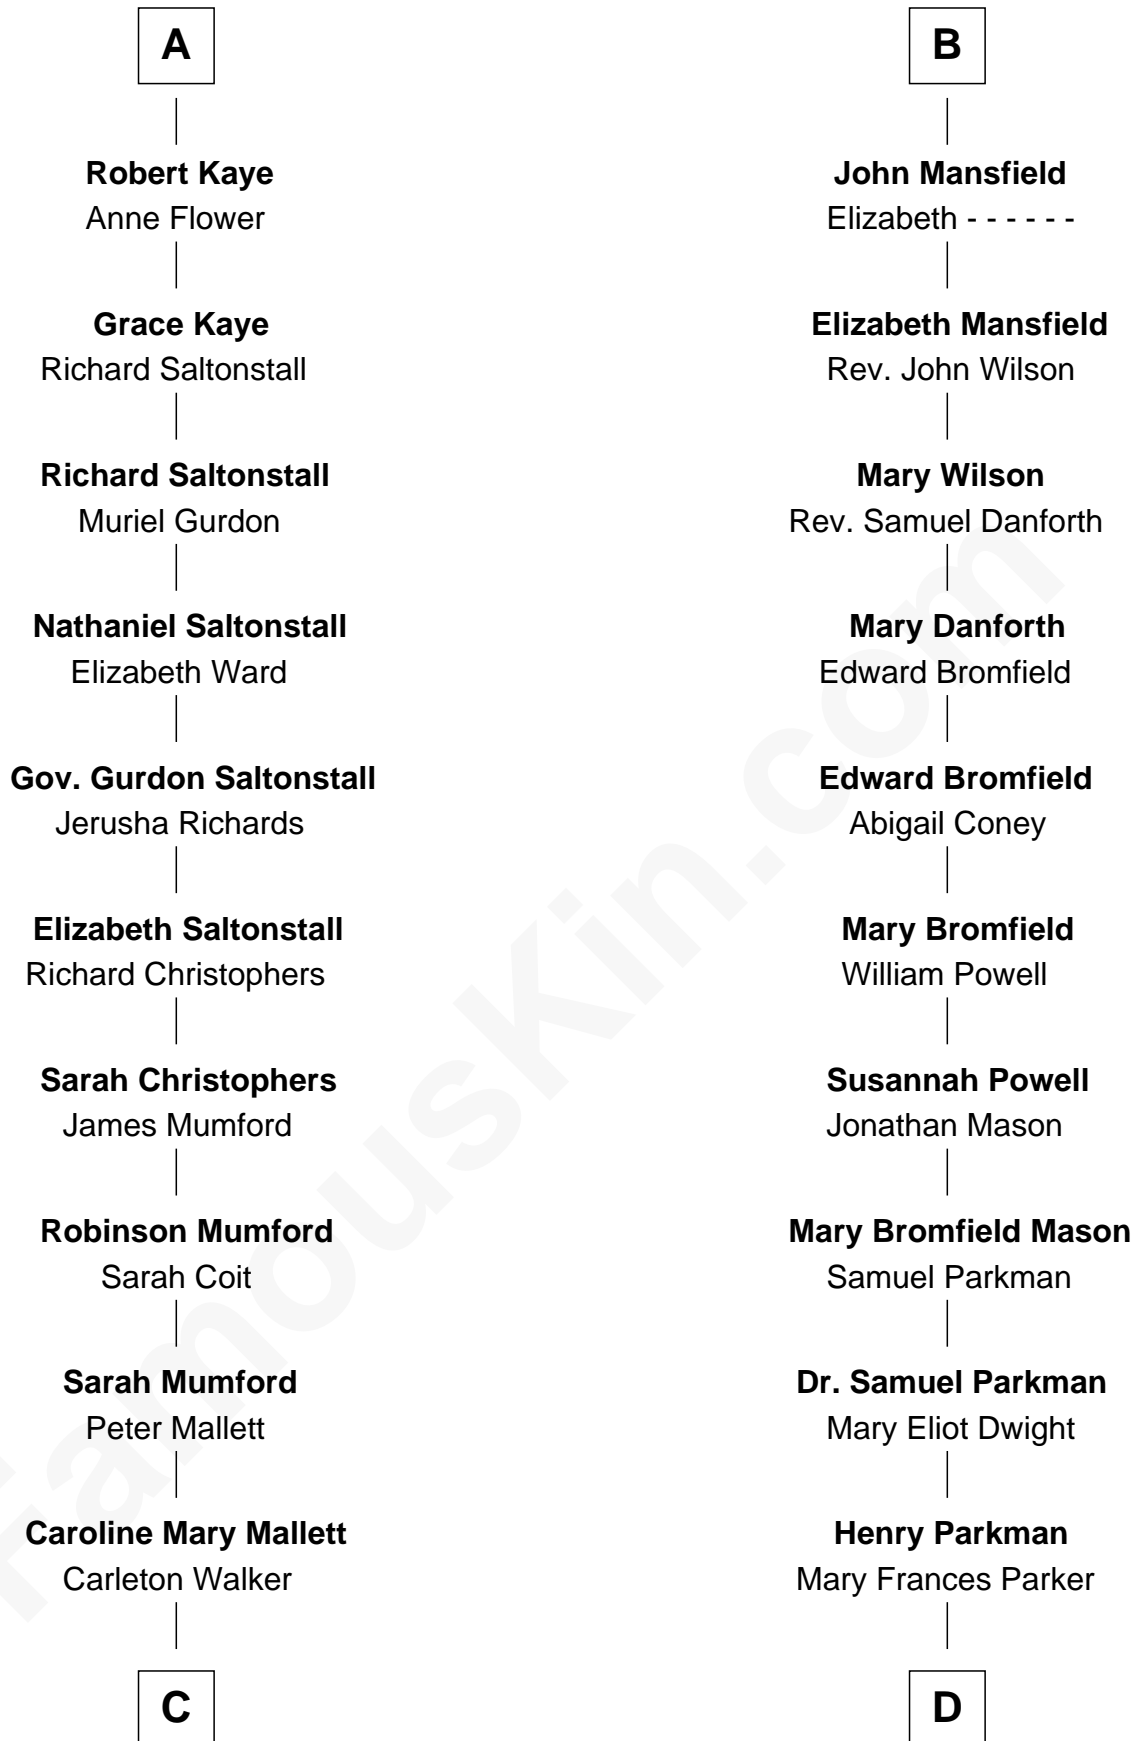 A
Robert Kaye
Anne Flower
Grace Kaye
Richard Saltonstall
Richard Saltonstall
Muriel Gurdon
Nathaniel Saltonstall
Elizabeth Ward
Gov. Gurdon Saltonstall
Jerusha Richards
Elizabeth Saltonstall
Richard Christophers
Sarah Christophers
James Mumford
Robinson Mumford
Sarah Coit
Sarah Mumford
Peter Mallett
Caroline Mary Mallett
Carleton Walker
C
B
John Mansfield
Elizabeth - - - - - -
Elizabeth Mansfield
Rev. John Wilson
Mary Wilson
Rev. Samuel Danforth
Mary Danforth
Edward Bromfield
Edward Bromfield
Abigail Coney
Mary Bromfield
William Powell
Susannah Powell
Jonathan Mason
Mary Bromfield Mason
Samuel Parkman
Dr. Samuel Parkman
Mary Eliot Dwight
Henry Parkman
Mary Frances Parker
D
FamousKin.com